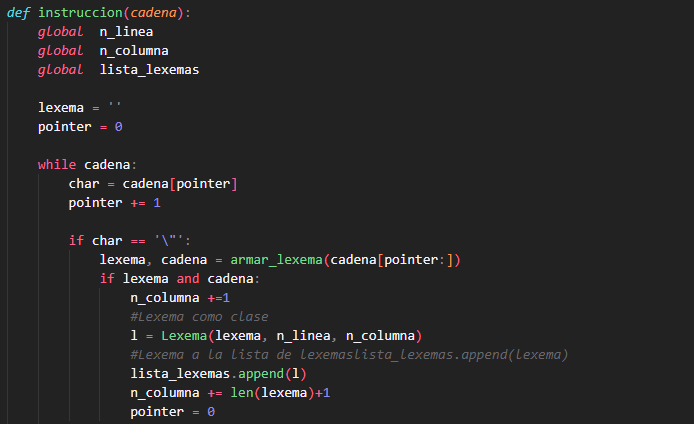 def instruccion(cadena):
    global  n_linea
    global  n_columna
    global  lista_lexemas
    lexema = ''
    pointer = 0
    while cadena:
        char = cadena[pointer]
        pointer += 1
        if char == '\"':
            lexema, cadena = armar_lexema(cadena[pointer:])
            if lexema and cadena:
                n_columna +=1
                #Lexema como clase
                l = Lexema(lexema, n_linea, n_columna)
                #Lexema a la lista de lexemaslista_lexemas.append(lexema)
                lista_lexemas.append(l)
                n_columna += len(lexema)+1
                pointer = 0